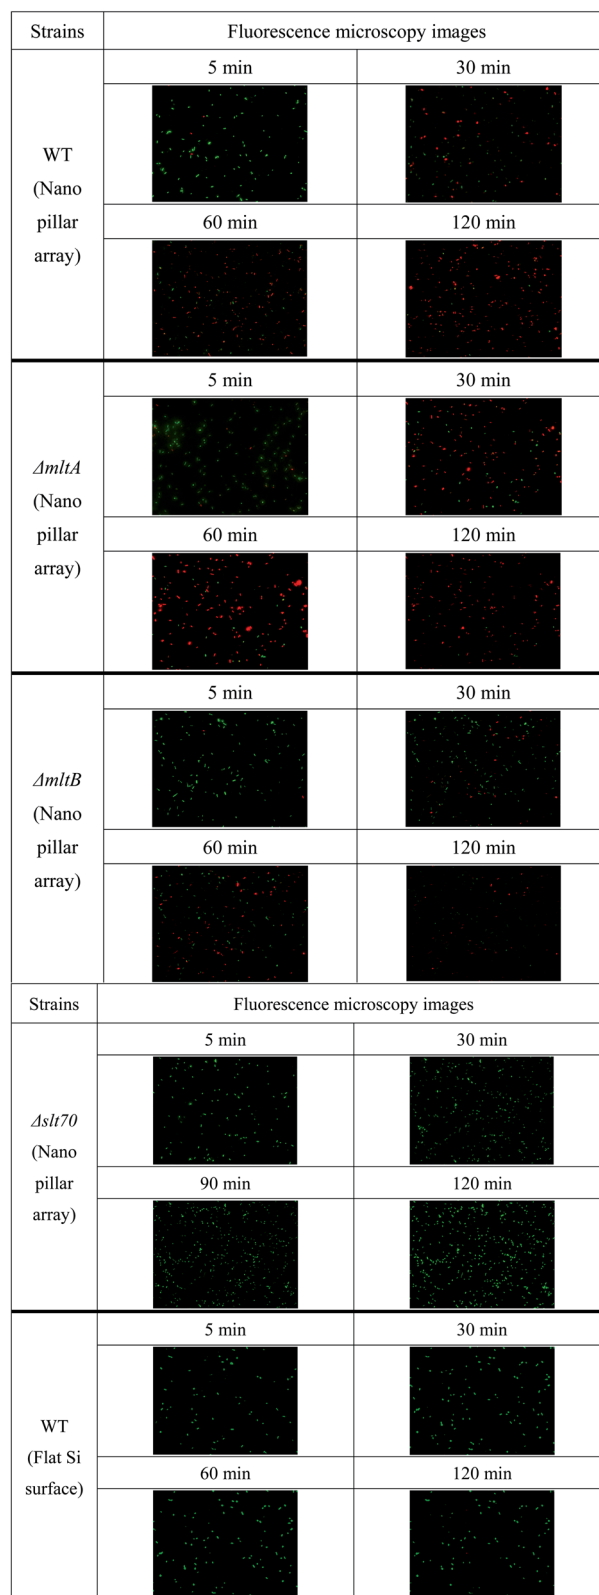 Strains Fluorescence microscopy images
5 min 30 min
WT
(Nano
pillar
array)
60 min 120 min
5 min 30 min
ΔmltA
(Nano
pillar
array)
60 min 120 min
5 min 30 min
ΔmltB
(Nano
pillar
array)
60 min 120 min
Strains Fluorescence microscopy images
5 min 30 min
Δslt70
(Nano
pillar
array)
90 min 120 min
5 min 30 min
WT
(Flat Si
surface)
60 min 120 min